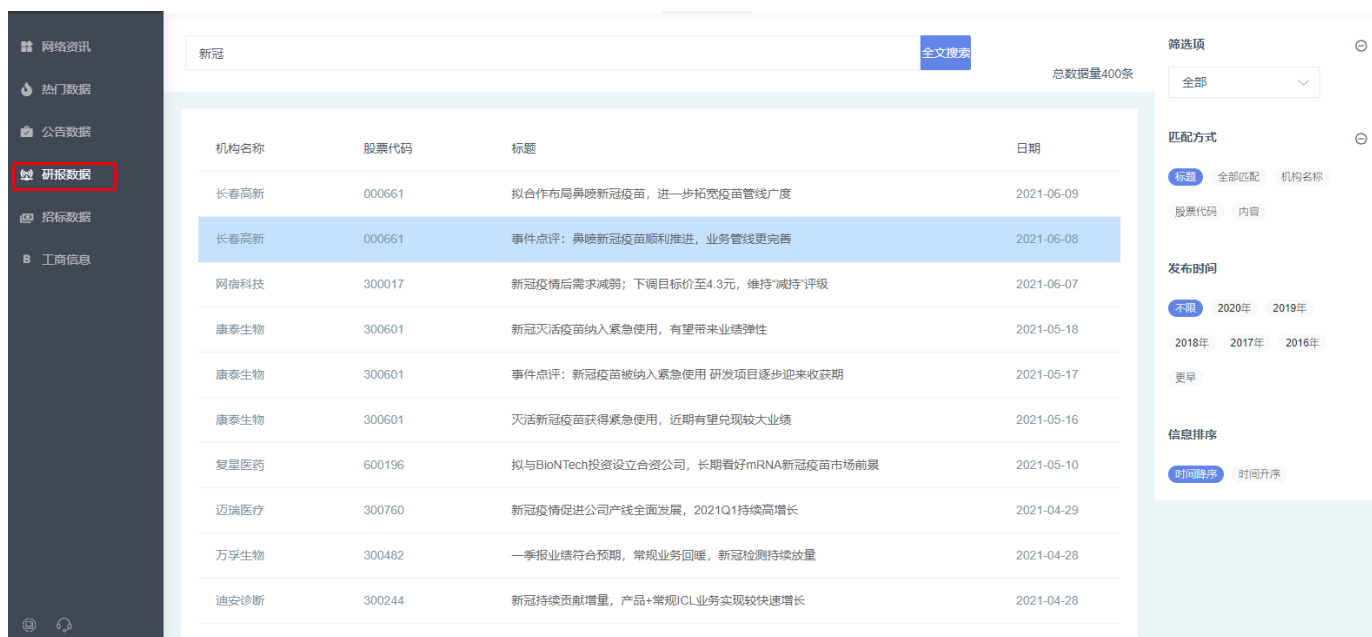 网络资讯
热门数据
公告数据
研报数据
招标数据
B 工商信息
新冠 全文搜索
总数据量400条
机构名称 股票代码 标题 日期
长春高新 000661 拟合作布局鼻喷新冠疫苗，进一步拓宽疫苗管线广度 2021-06-09
长春高新 000661 事件点评：鼻喷新冠疫苗顺利推进，业务管线更完善 2021-06-08
网宿科技 300017 新冠疫情后需求减弱；下调目标价至4.3元，维持“减持”评级 2021-06-07
康泰生物 300601 新冠灭活疫苗纳入紧急使用，有望带来业绩弹性 2021-05-18
康泰生物 300601 事件点评：新冠疫苗被纳入紧急使用 研发项目逐步迎来收获期 2021-05-17
康泰生物 300601 灭活新冠疫苗获得紧急使用，近期有望兑现较大业绩 2021-05-16
复星医药 600196 拟与BioNTech投资设立合资公司，长期看好mRNA新冠疫苗市场前景 2021-05-10
迈瑞医疗 300760 新冠疫情促进公司产线全面发展，2021Q1持续高增长 2021-04-29
万孚生物 300482 一季报业绩符合预期，常规业务回暖，新冠检测持续放量 2021-04-28
迪安诊断 300244 新冠持续贡献增量，产品+常规ICL业务实现较快速增长 2021-04-28
筛选项
全部
匹配方式
标题 全部匹配 机构名称
股票代码 内容
发布时间
不限 2020年 2019年
2018年 2017年 2016年
更早
信息排序
时间降序 时间升序